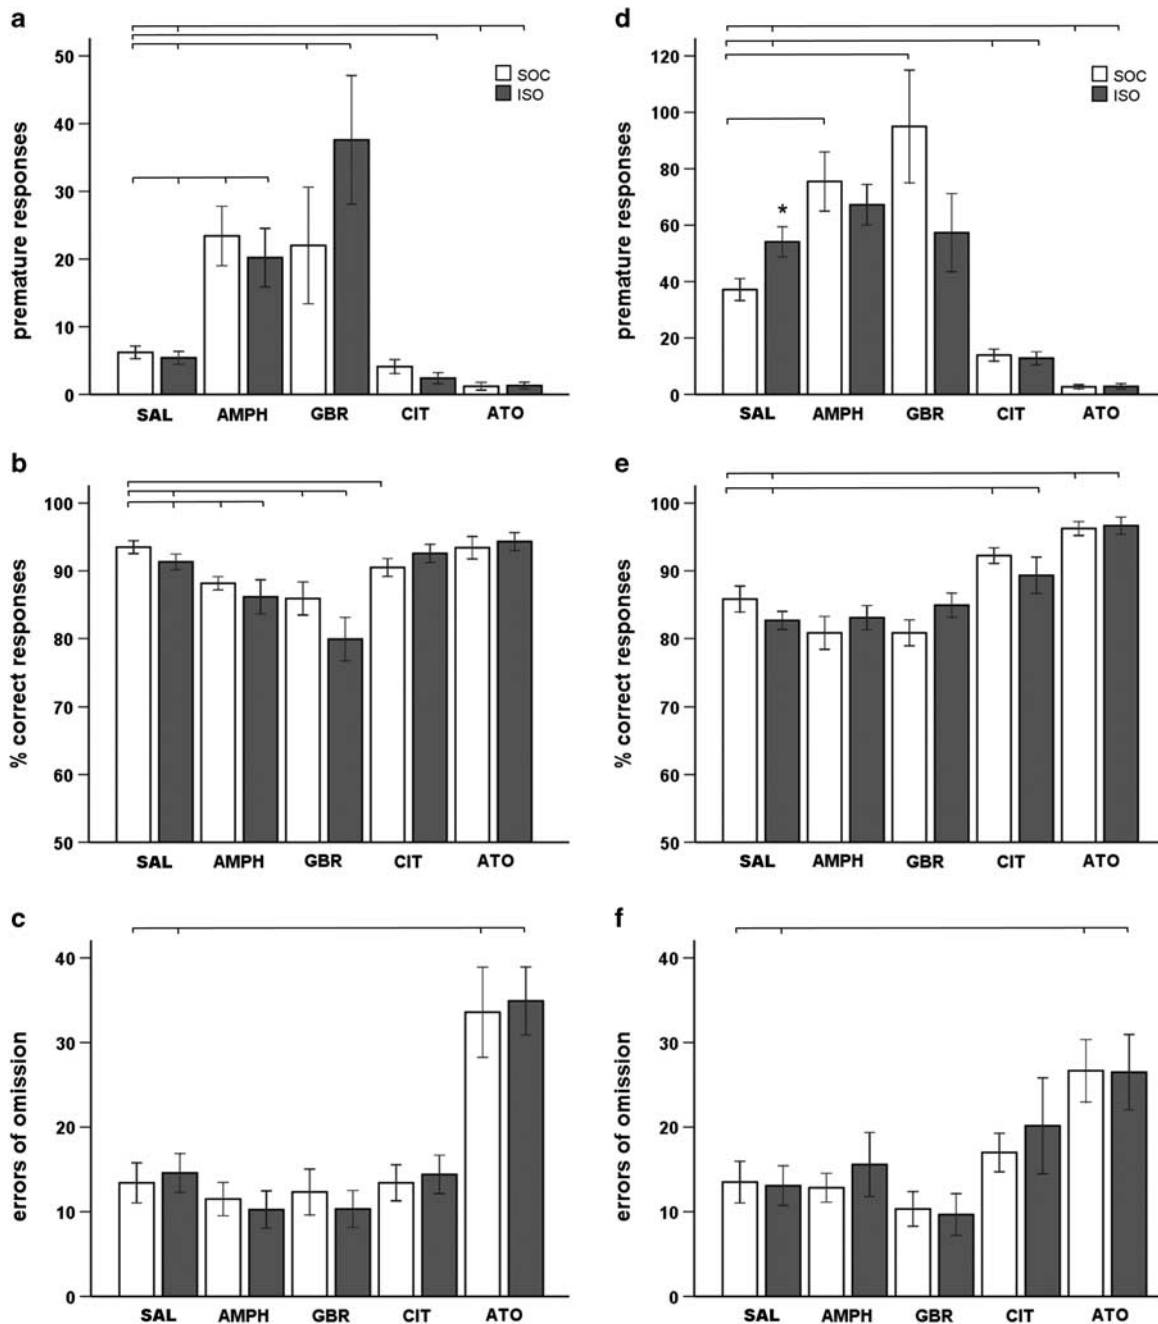 a
premature responses
50
40
30
20
10
0
SOC
ISO
SAL AMPH GBR CIT ATO
d
premature responses
120
100
80
60
40
20
0
SOC
ISO
*
SAL AMPH GBR CIT ATO
b
% correct responses
100
90
80
70
60
50
SAL AMPH GBR CIT ATO
e
% correct responses
100
90
80
70
60
50
SAL AMPH GBR CIT ATO
c
errors of omission
40
30
20
10
0
SAL AMPH GBR CIT ATO
f
errors of omission
40
30
20
10
0
SAL AMPH GBR CIT ATO